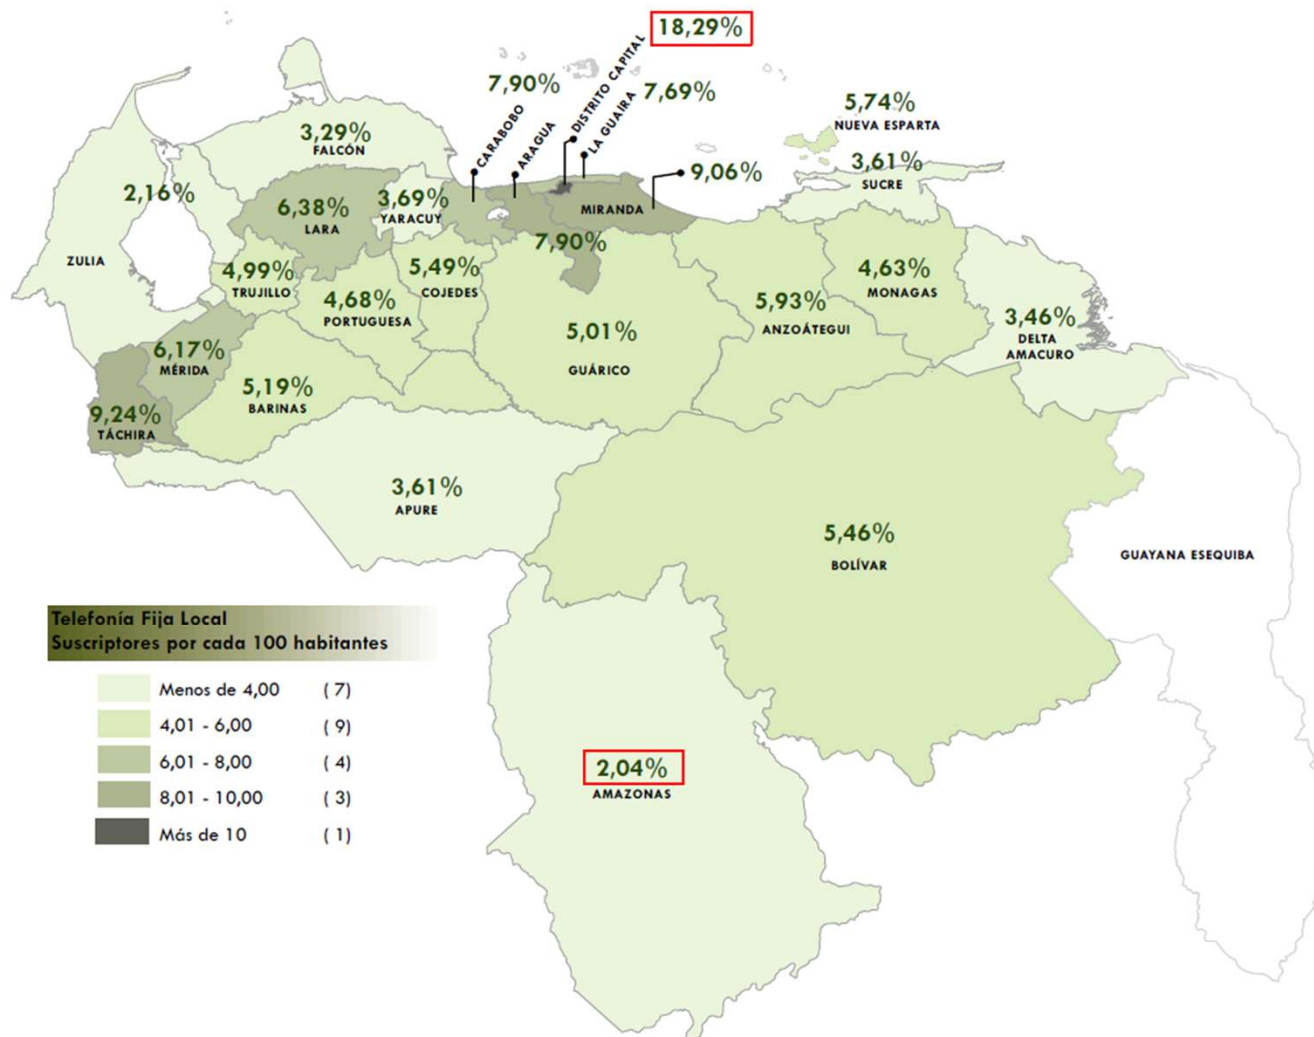 18,29%
DISTRITO CAPITAL
7,90%
CARABOBO
ARAGUA
LA GUAIRA
7,69%
5,74%
NUEVA ESPARTA
3,29%
FALCÓN
3,61%
SUCRE
9,06%
2,16%
ZULIA
6,38%
LARA
3,69%
YARACUY
MIRANDA
7,90%
4,99%
TRUJILLO
5,49%
COJEDES
4,68%
PORTUGUESA
4,63%
MONAGAS
5,93%
ANZOÁTEGUI
5,01%
GUÁRICO
3,46%
DELTA
AMACURO
6,17%
MÉRIDA
5,19%
BARINAS
9,24%
TÁCHIRA
3,61%
APURE
5,46%
BOLÍVAR
GUAYANA ESEQUIBA
Telefonía Fija Local
Suscriptores por cada 100 habitantes
Menos de 4,00 ( 7)
4,01 - 6,00 ( 9)
6,01 - 8,00 ( 4)
8,01 - 10,00 ( 3)
Más de 10 ( 1)
2,04%
AMAZONAS